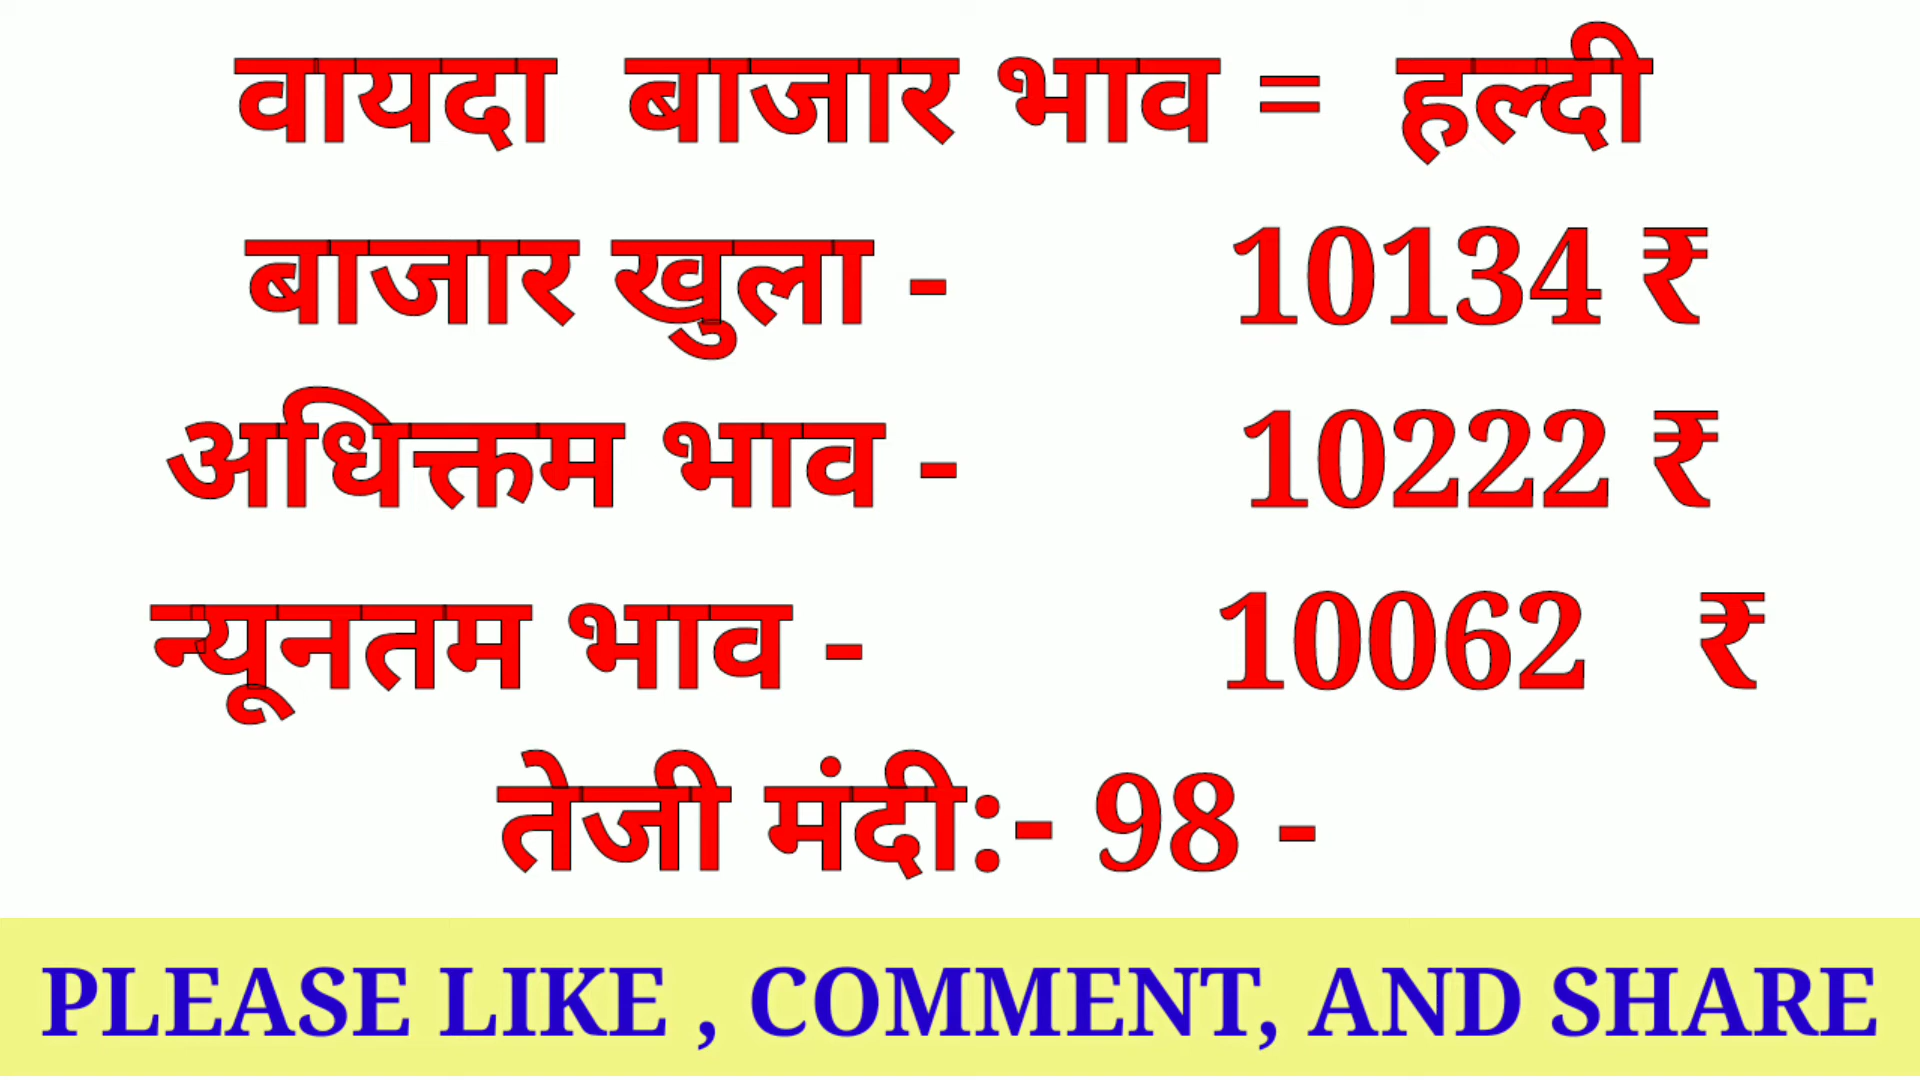 वायदा बाजार भाव = हल्दी
बाजार खुला - 10134 ₹
अधिक्तम भाव - 10222 ₹
न्यूनतम भाव - 10062 ₹
तेजी मंदी:- 98 -
PLEASE LIKE , COMMENT, AND SHARE